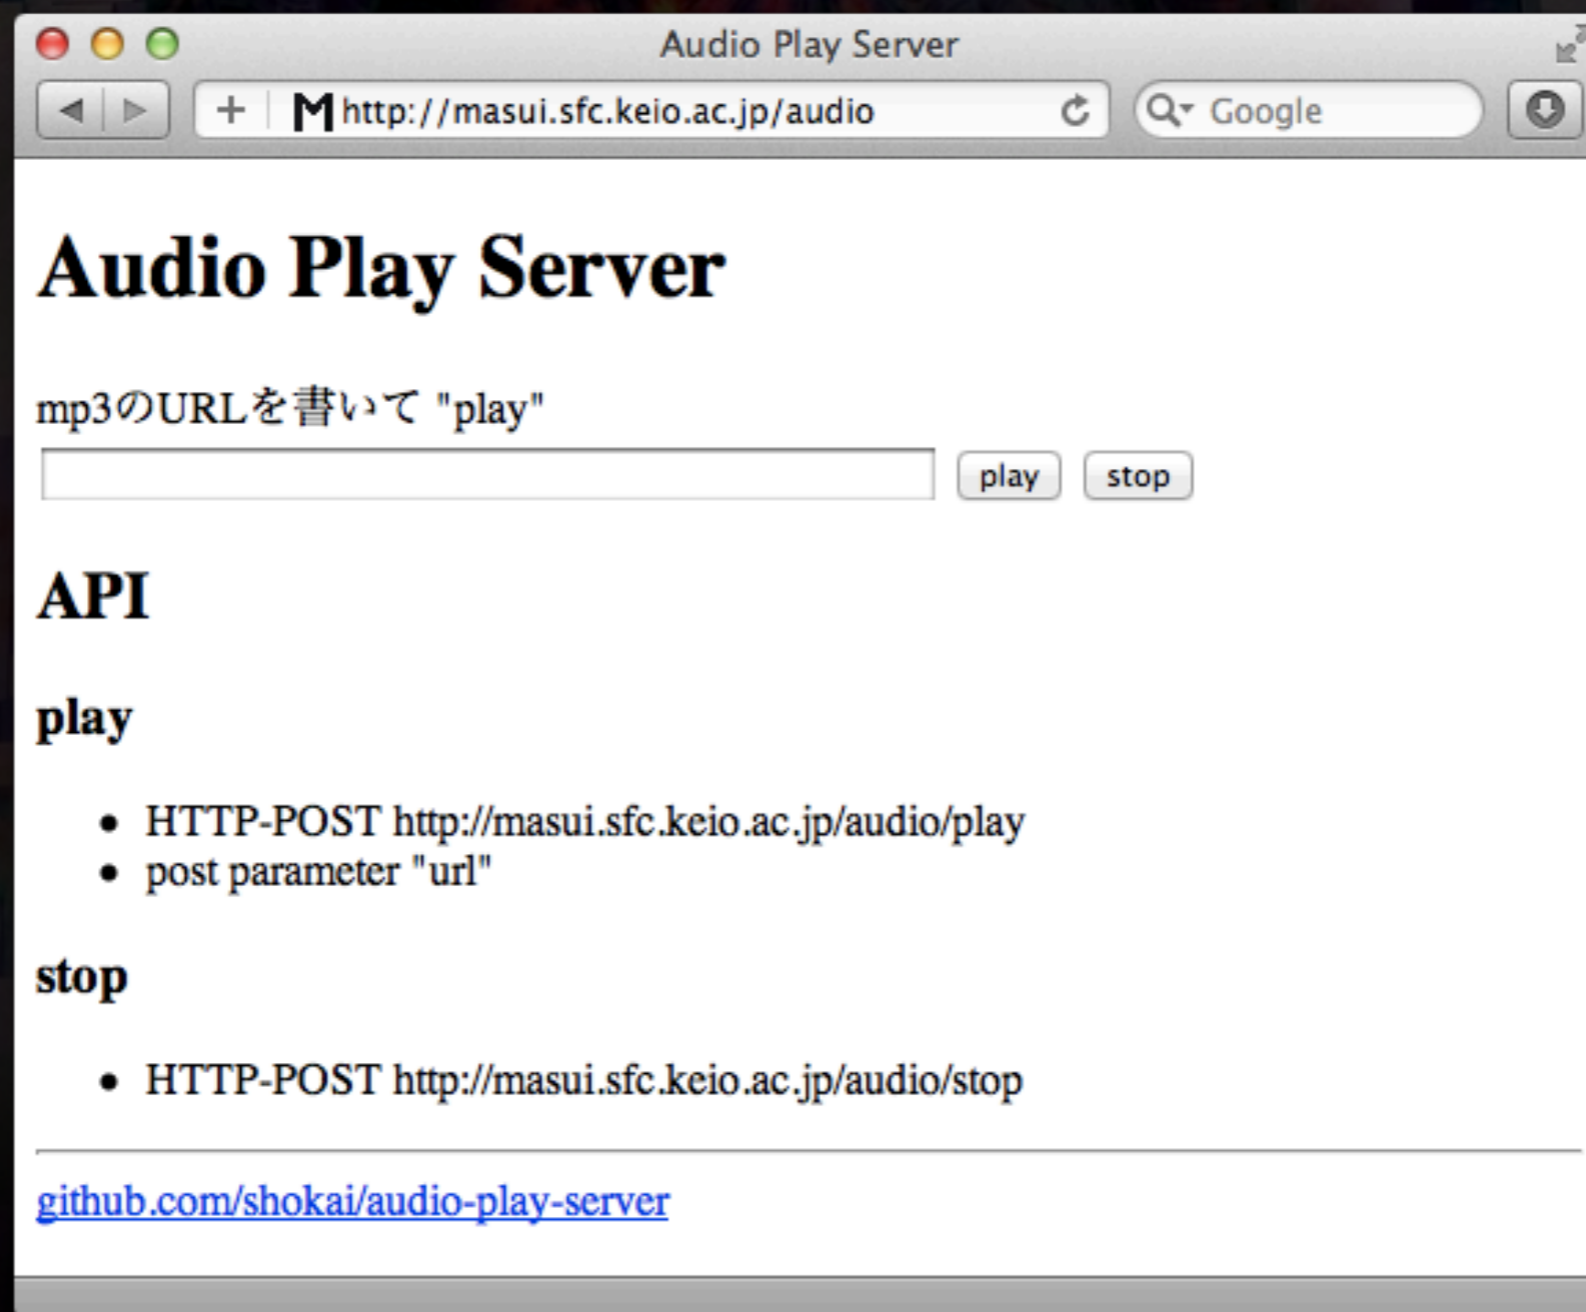 Audio Play Server
http://masui.sfc.keio.ac.jp/audio
Google
Audio Play Server
mp3のURLを書いて "play"
play stop
API
play
HTTP-POST http://masui.sfc.keio.ac.jp/audio/play
post parameter "url"
stop
HTTP-POST http://masui.sfc.keio.ac.jp/audio/stop
github.com/shokai/audio-play-server